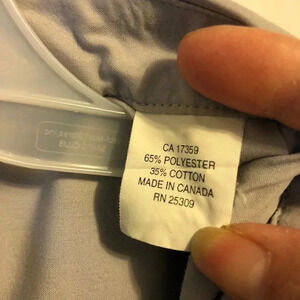 CA 17359
65% POLYESTER
35% COTTON
MADE IN CANADA
RN 25309